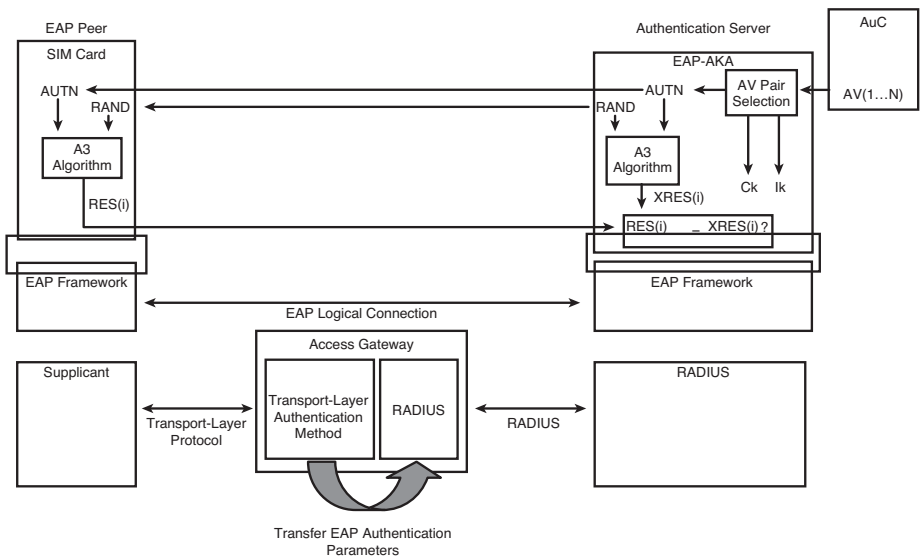 EAP Peer
Authentication Server
AuC
SIM Card
EAP-AKA
AUTN
RAND
AUTN
RAND
AV Pair
Selection
AV(1…N)
A3
Algorithm
A3
Algorithm
Ck
Ik
RES(i)
XRES(i)
RES(i) _ XRES(i)?
EAP Framework
EAP Framework
EAP Logical Connection
Access Gateway
Supplicant
RADIUS
Transport-Layer
Authentication
Method
RADIUS
Transport-Layer
Protocol
RADIUS
Transfer EAP Authentication
Parameters